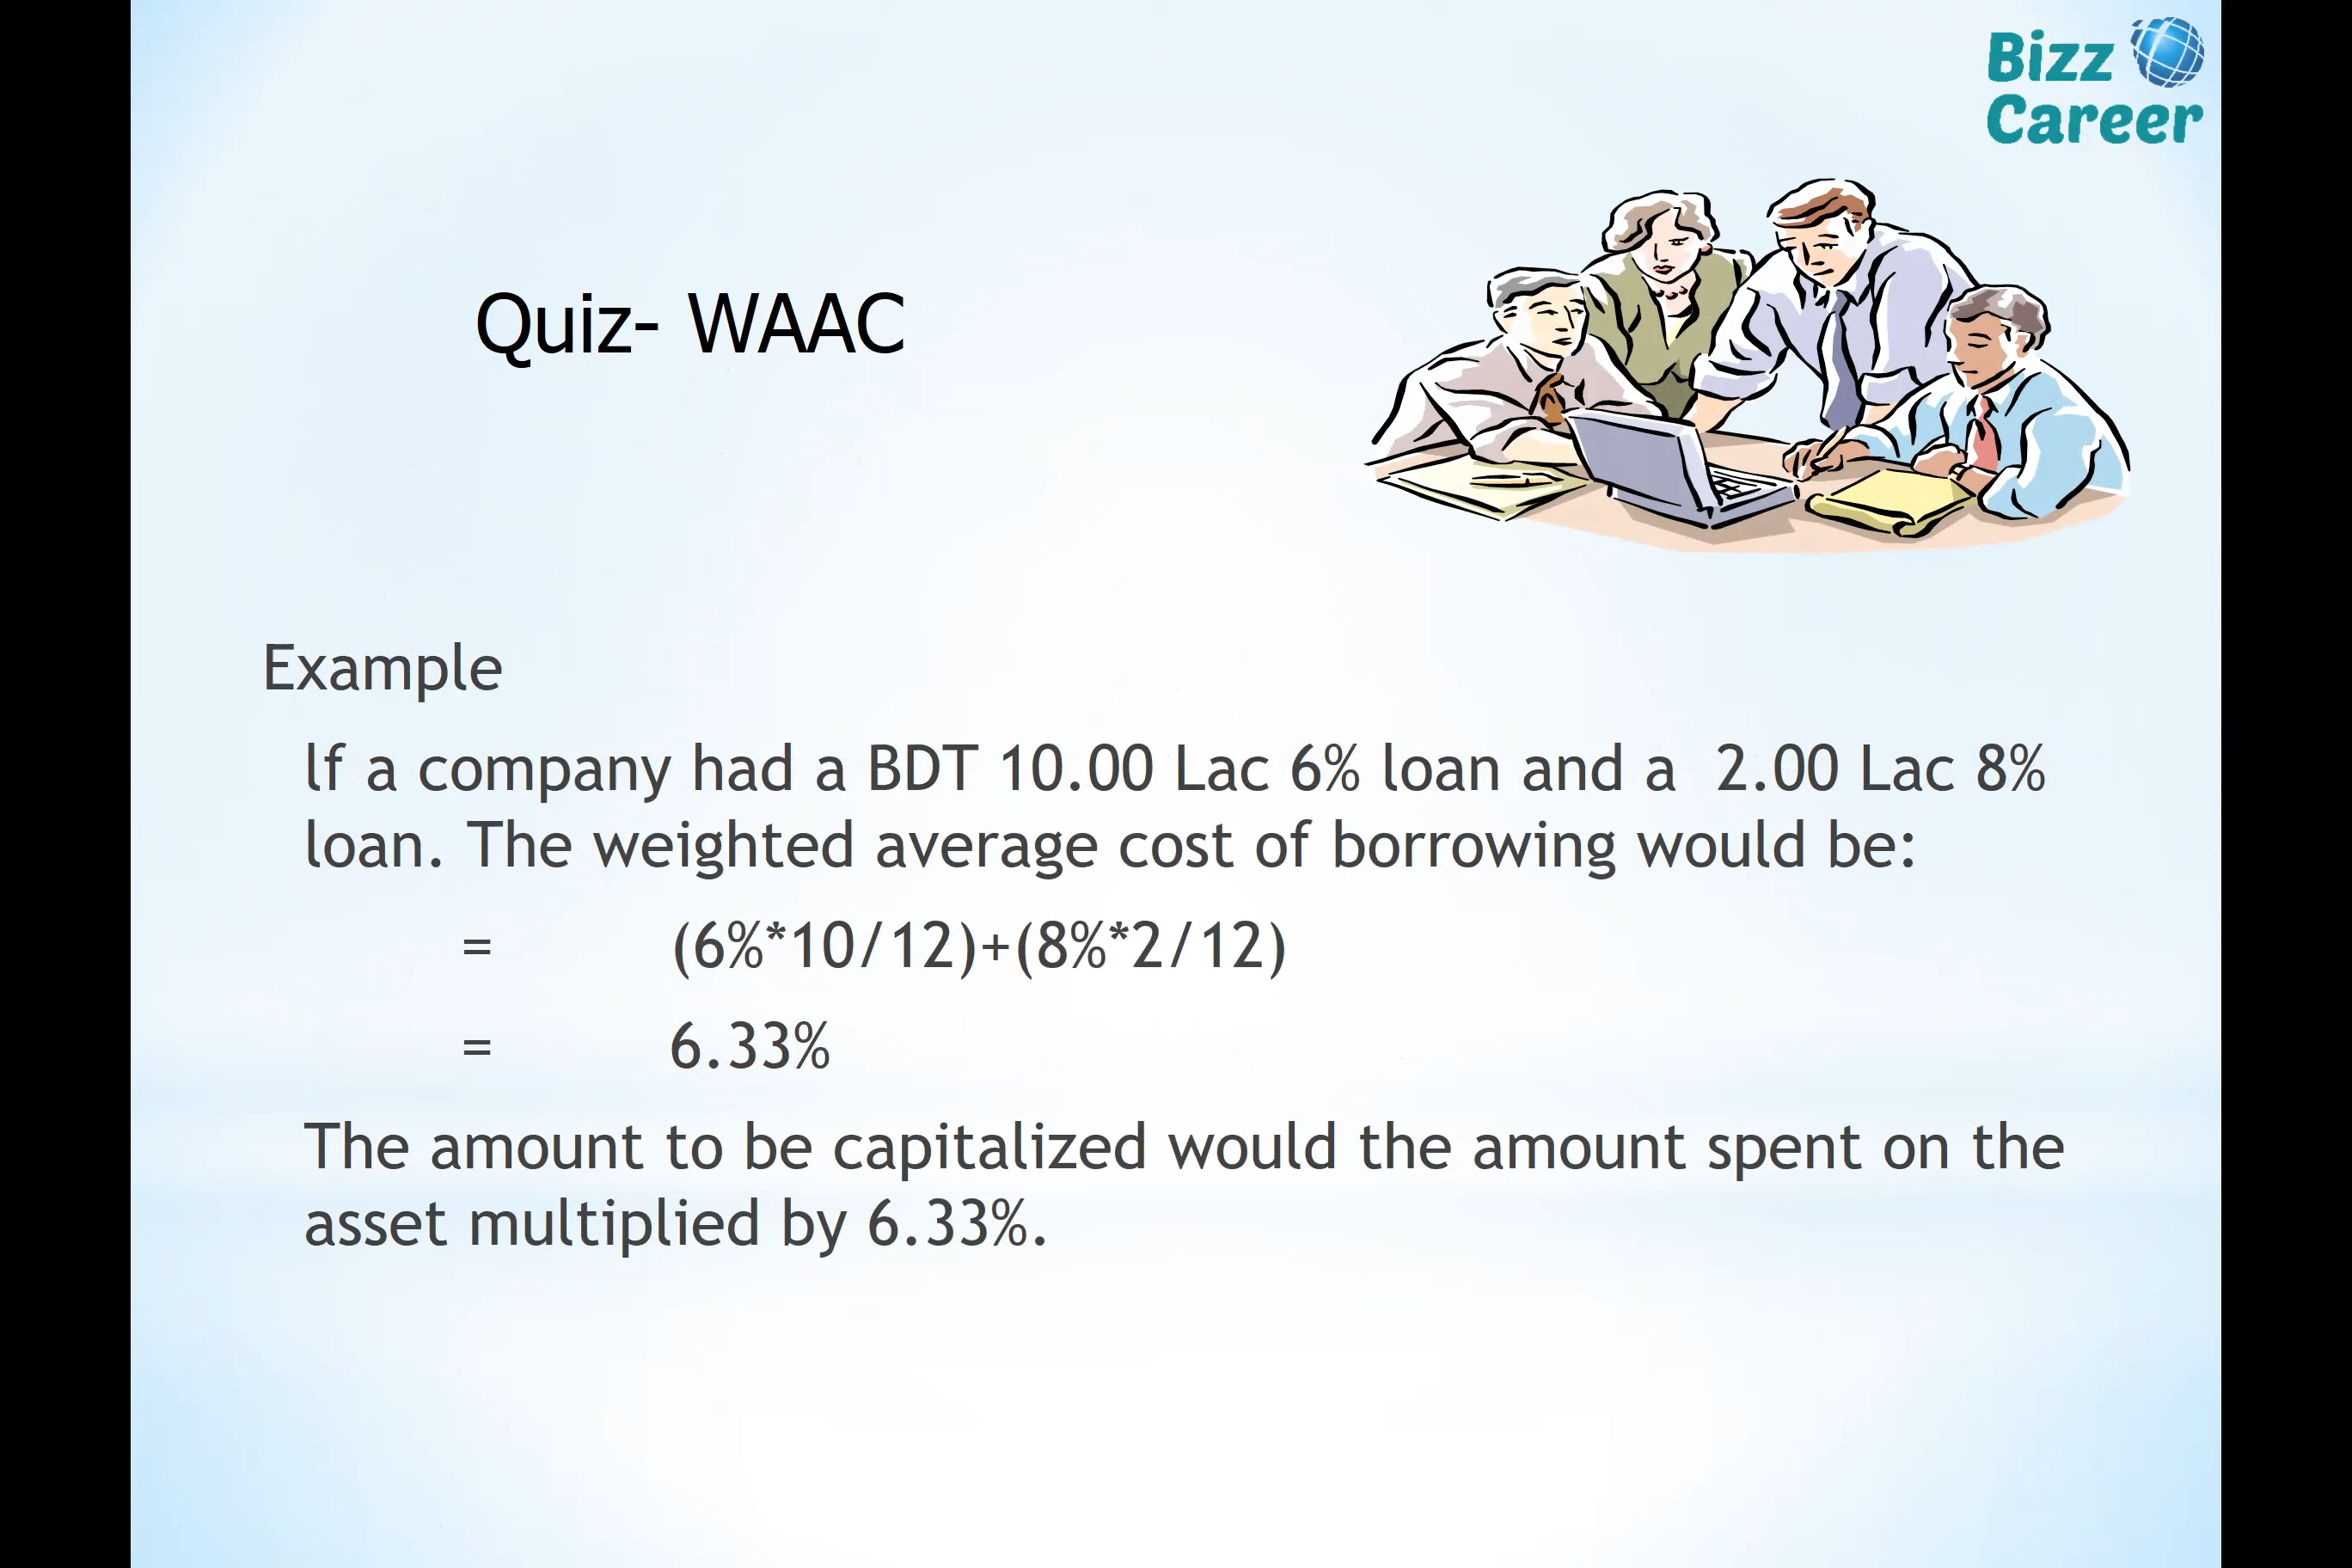 Bizz
Career
Quiz- WAAC
Example
If a company had a BDT 10.00 Lac 6% loan and a 2.00 Lac 8%
loan. The weighted average cost of borrowing would be:
= (6%*10/12)+(8%*2/12)
= 6.33%
The amount to be capitalized would the amount spent on the
asset multiplied by 6.33%.